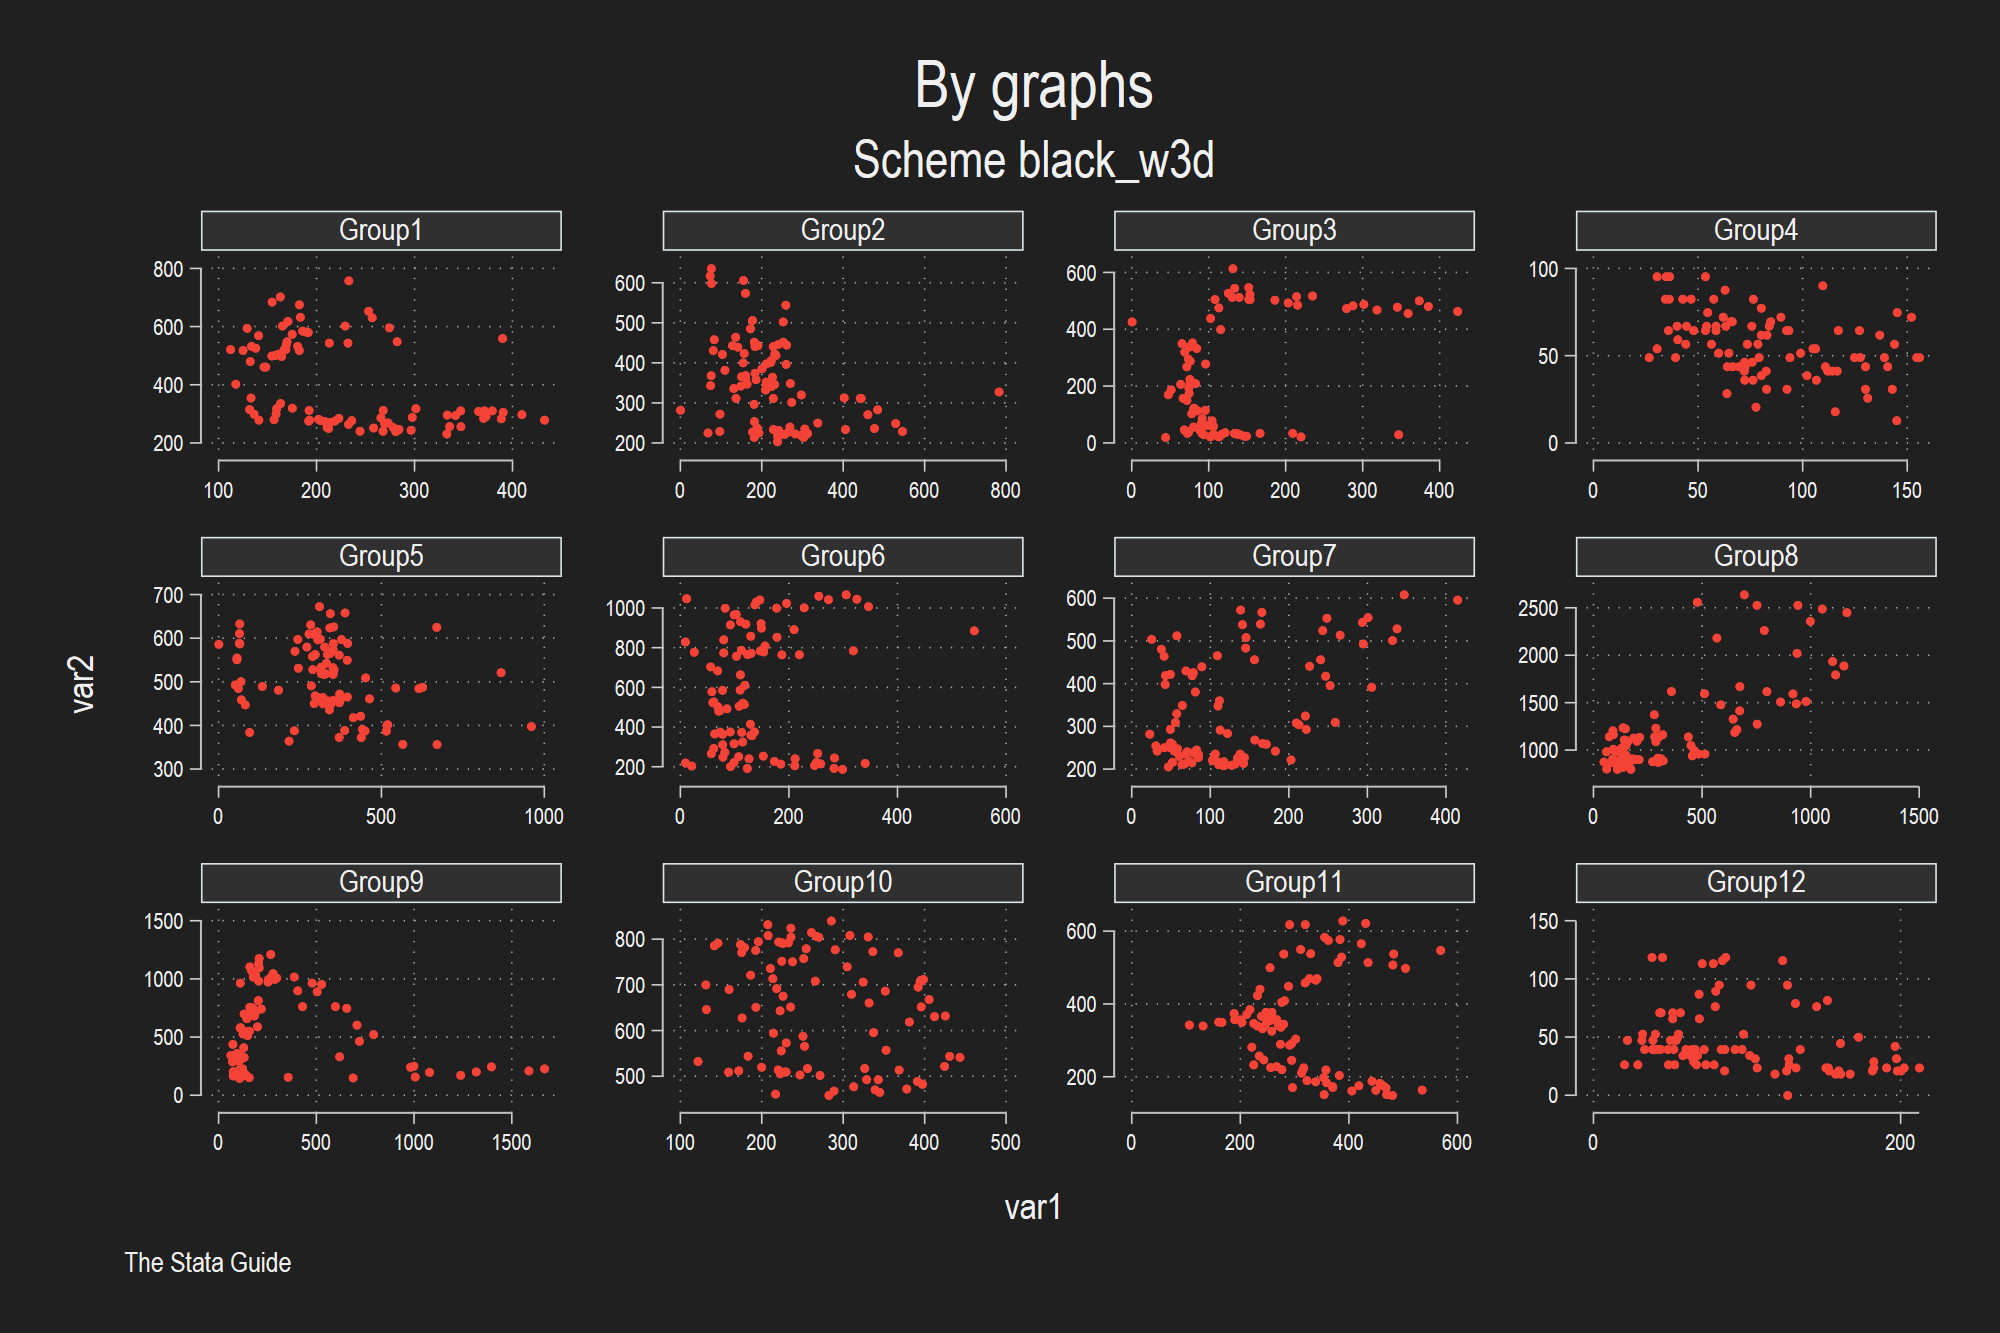 By graphs
Scheme black_w3d
Group1
Group2
Group3
Group4
800
600
400
200
100 200 300 400
600
500
400
300
200
0 200 400 600 800
600
400
200
0
0 100 200 300 400
100
50
0
0 50 100 150
Group5
Group6
Group7
Group8
var2
700
600
500
400
300
0 500 1000
1000
800
600
400
200
0 200 400 600
600
500
400
300
200
0 100 200 300 400
2500
2000
1500
1000
0 500 1000 1500
Group9
Group10
Group11
Group12
1500
1000
500
0
0 500 1000 1500
800
700
600
500
100 200 300 400 500
600
400
200
0 200 400 600
150
100
50
0
0 200
var1
The Stata Guide